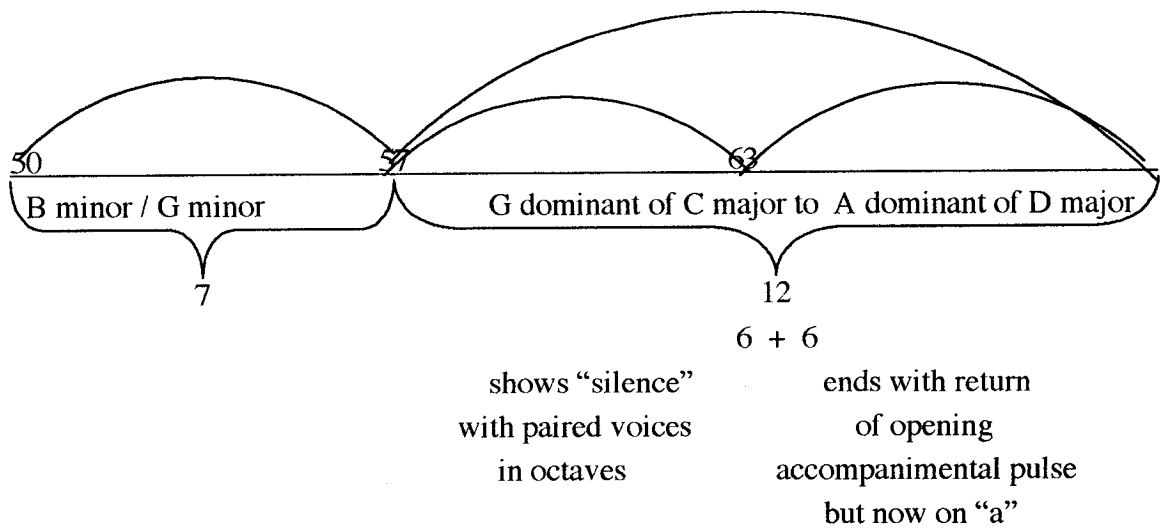 50 57 63
B minor / G minor G dominant of C major to A dominant of D major
7 12
6 + 6
shows “silence” ends with return
with paired voices of opening
in octaves accompanimental pulse
but now on “a”